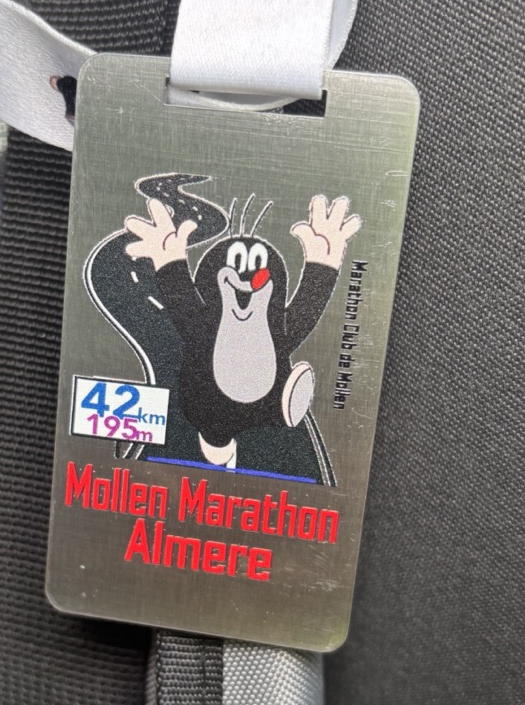 Marathon Club de Mollen
42km
195m
Mollen Marathon
Almere